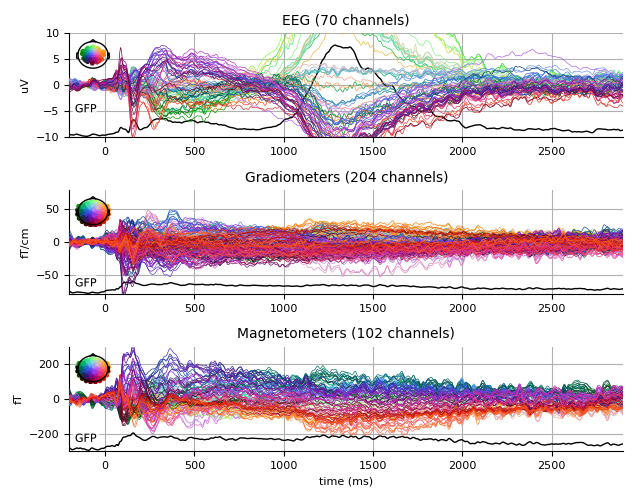 EEG (70 channels)
10
5
0
−5
−10
uV
GFP
0 500 1000 1500 2000 2500
Gradiometers (204 channels)
50
0
−50
fT/cm
GFP
0 500 1000 1500 2000 2500
Magnetometers (102 channels)
200
0
−200
fT
GFP
0 500 1000 1500 2000 2500
time (ms)